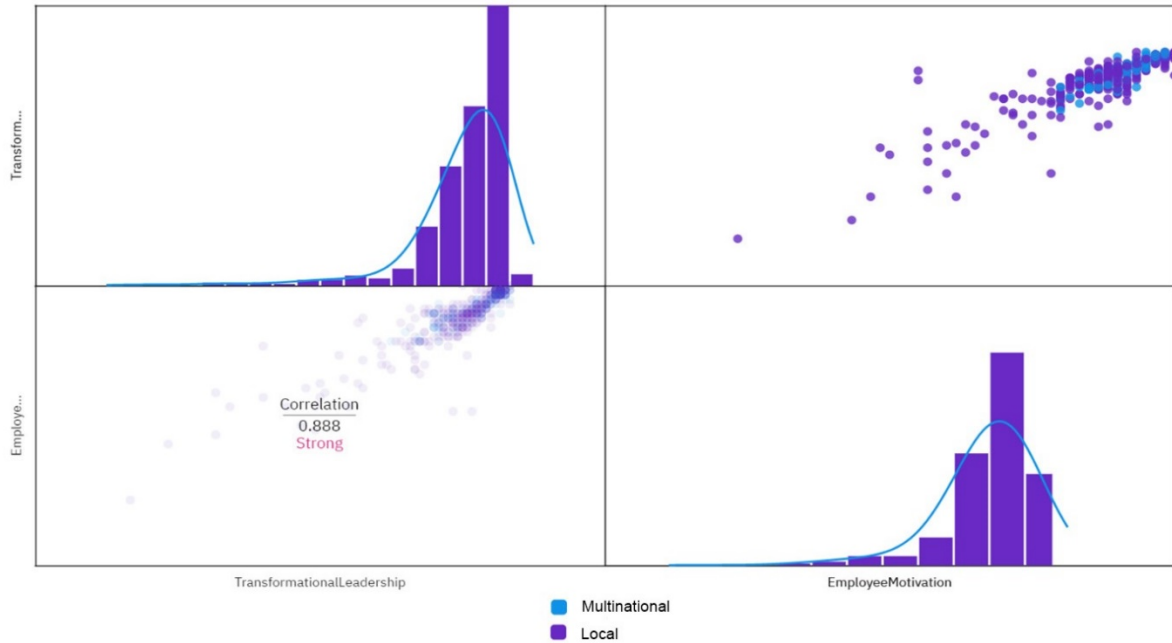 Transform...
Correlation
0.888
Strong
Employe...
TransformationalLeadership
EmployeeMotivation
Multinational
Local